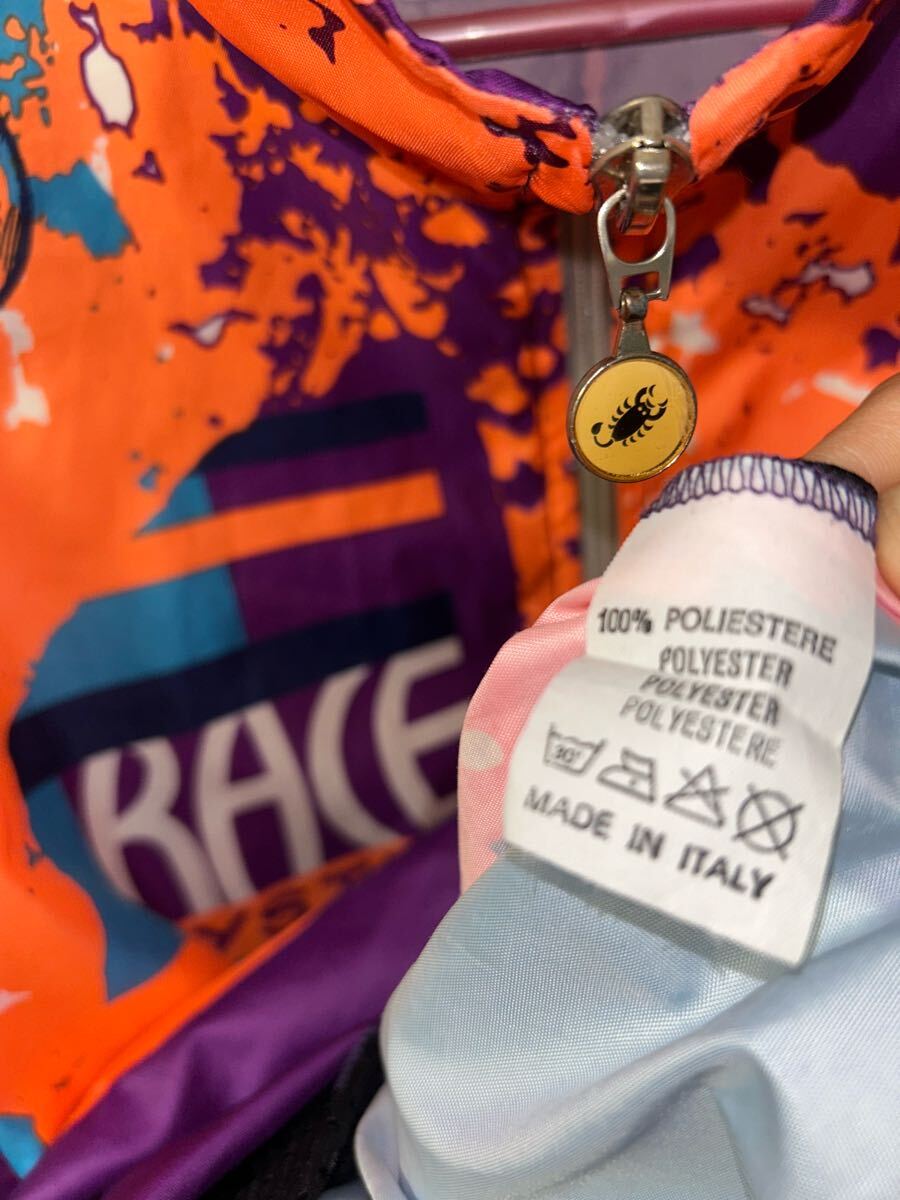 RACE
100% POLIESTERE
POLYESTER
POLYESTER
POLYESTERE
30°
MADE IN ITALY